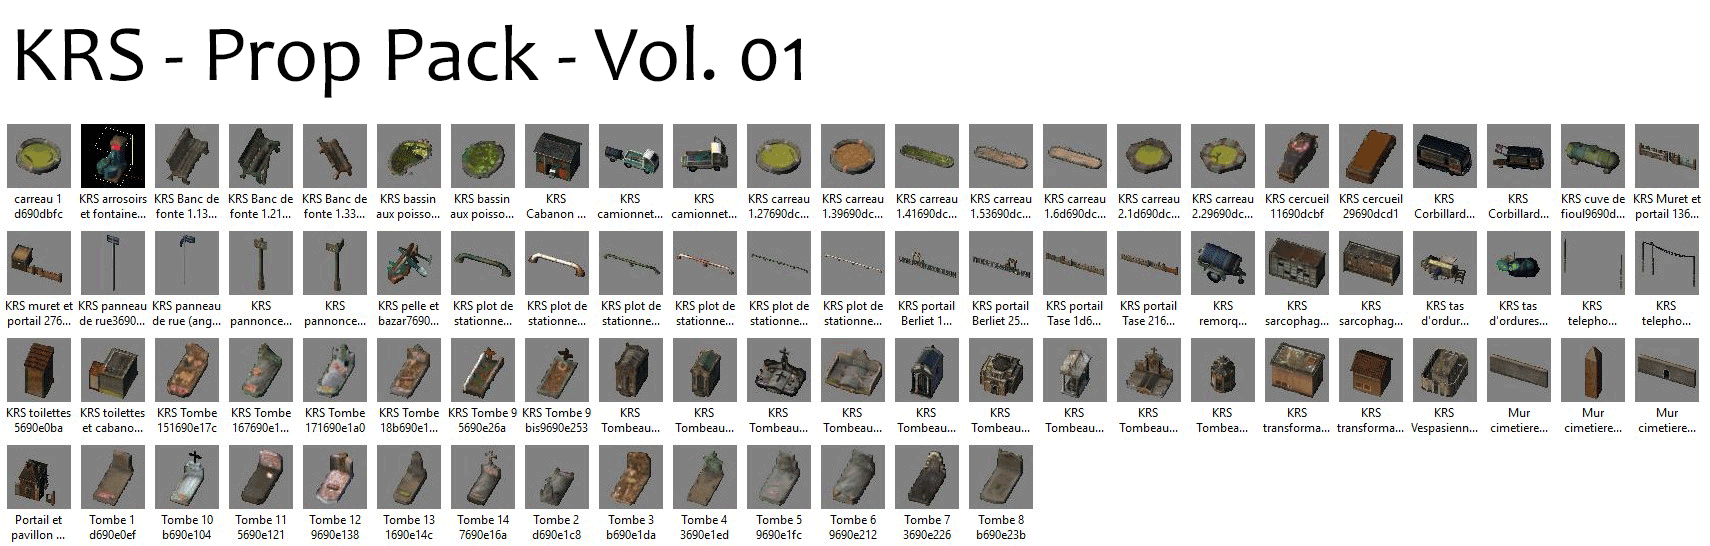 KRS - Prop Pack - Vol. 01
carreau 1 KRS arrosoirs KRS Banc de KRS Banc de KRS Banc de KRS bassin KRS bassin KRS KRS KRS KRS carreau KRS carreau KRS carreau KRS carreau KRS carreau KRS carreau KRS carreau KRS cercueil KRS cercueil KRS KRS KRS cuve de KRS Muret et
d690dbfc et fontaine... fonte 1.13... fonte 1.21... fonte 1.33... aux poisso... aux poisso... Cabanon ... camionnet... camionnet... 1.27690dc... 1.39690dc... 1.41690dc... 1.53690dc... 1.6d690dc... 2.1d690dc... 2.29690dc... 11690dcbf 29690dcd1 Corbillard... Corbillard... fioul9690d... portail 136...
KRS muret et KRS panneau KRS panneau KRS KRS KRS pelle et KRS plot de KRS plot de KRS plot de KRS plot de KRS plot de KRS plot de KRS portail KRS portail KRS portail KRS portail KRS KRS KRS KRS tas KRS tas KRS KRS
portail 276... de rue3690... de rue (ang... pannonce... pannonce... bazar7690... stationne... stationne... stationne... stationne... stationne... stationne... Berliet 1... Berliet 25... Tase 1d6... Tase 216... remorq... sarcophag... sarcophag... d'ordur... d'ordures... telepho... telepho...
KRS toilettes KRS toilettes KRS Tombe KRS Tombe KRS Tombe KRS Tombe KRS Tombe 9 KRS Tombe 9 KRS KRS KRS KRS KRS KRS KRS KRS KRS KRS KRS KRS Mur Mur Mur
5690e0ba et cabano... 151690e17c 167690e1... 171690e1a0 18b690e1... 5690e26a bis9690e253 Tombeau... Tombeau... Tombeau... Tombeau... Tombeau... Tombeau... Tombeau... Tombeau... Tombea... transforma... transforma... Vespasienn... cimetiere... cimetiere... cimetiere...
Portail et Tombe 1 Tombe 10 Tombe 11 Tombe 12 Tombe 13 Tombe 14 Tombe 2 Tombe 3 Tombe 4 Tombe 5 Tombe 6 Tombe 7 Tombe 8
pavillon ... d690e0ef b690e104 5690e121 9690e138 1690e14c 7690e16a d690e1c8 b690e1da 3690e1ed 9690e1fc 9690e212 3690e226 b690e23b